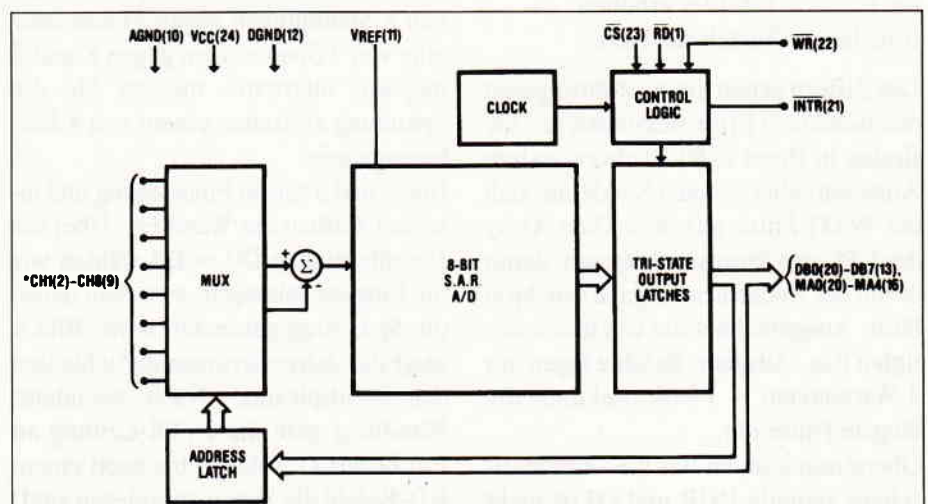 AGND(10) VCC(24) DGND(12)
VREF(11)
CS(23) RD(1)
WR(22)
CLOCK
CONTROL
LOGIC
INTR(21)
*CH1(2)-CH8(9)
MUX
+
Σ
-
8-BIT
S.A.R
A/D
TRI-STATE
OUTPUT
LATCHES
DB0(20)-DB7(13),
MA0(20)-MA4(16)
ADDRESS
LATCH